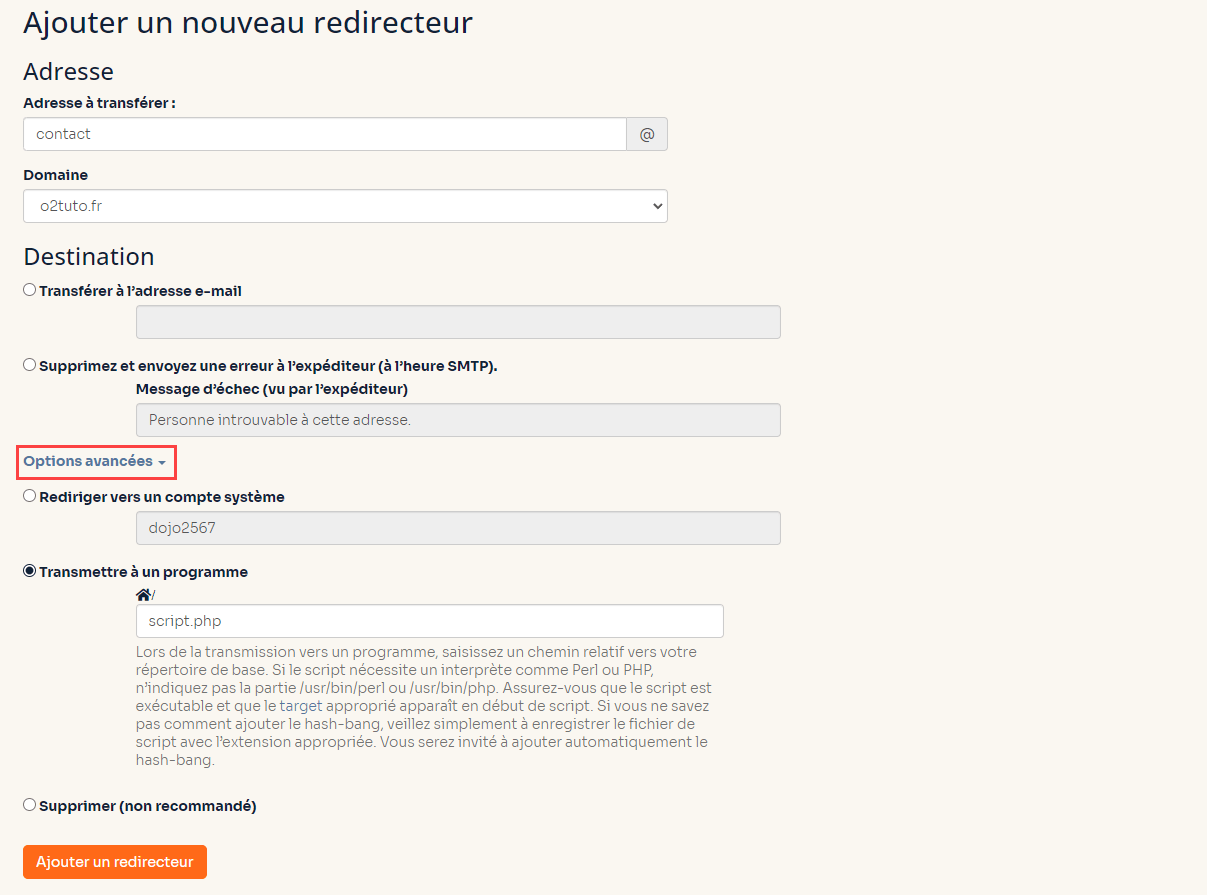 Ajouter un nouveau redirecteur
Adresse
Adresse à transférer :
contact
@
Domaine
o2tuto.fr
Destination
Transférer à l’adresse e-mail
Supprimez et envoyez une erreur à l’expéditeur (à l’heure SMTP).
Message d’échec (vu par l’expéditeur)
Personne introuvable à cette adresse.
Options avancées
Rediriger vers un compte système
dojo2567
Transmettre à un programme
/
script.php
Lors de la transmission vers un programme, saisissez un chemin relatif vers votre
répertoire de base. Si le script nécessite un interprète comme Perl ou PHP,
n’indiquez pas la partie /usr/bin/perl ou /usr/bin/php. Assurez-vous que le script est
exécutable et que le target approprié apparaît en début de script. Si vous ne savez
pas comment ajouter le hash-bang, veillez simplement à enregistrer le fichier de
script avec l’extension appropriée. Vous serez invité à ajouter automatiquement le
hash-bang.
Supprimer (non recommandé)
Ajouter un redirecteur